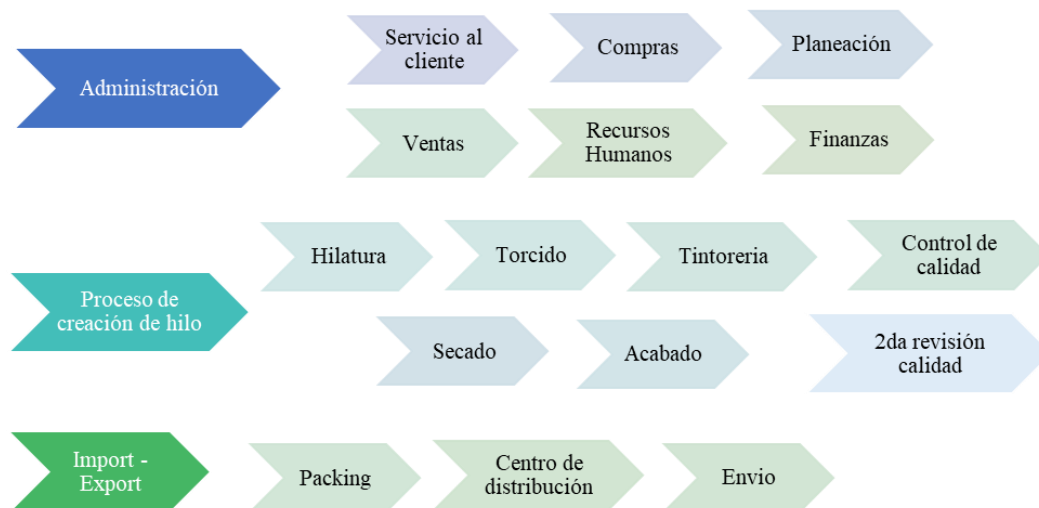 Administración
Servicio al
cliente
Compras
Planeación
Ventas
Recursos
Humanos
Finanzas
Proceso de
creación de hilo
Hilatura
Torcido
Tintoreria
Control de
calidad
Secado
Acabado
2da revisión
calidad
Import -
Export
Packing
Centro de
distribución
Envio